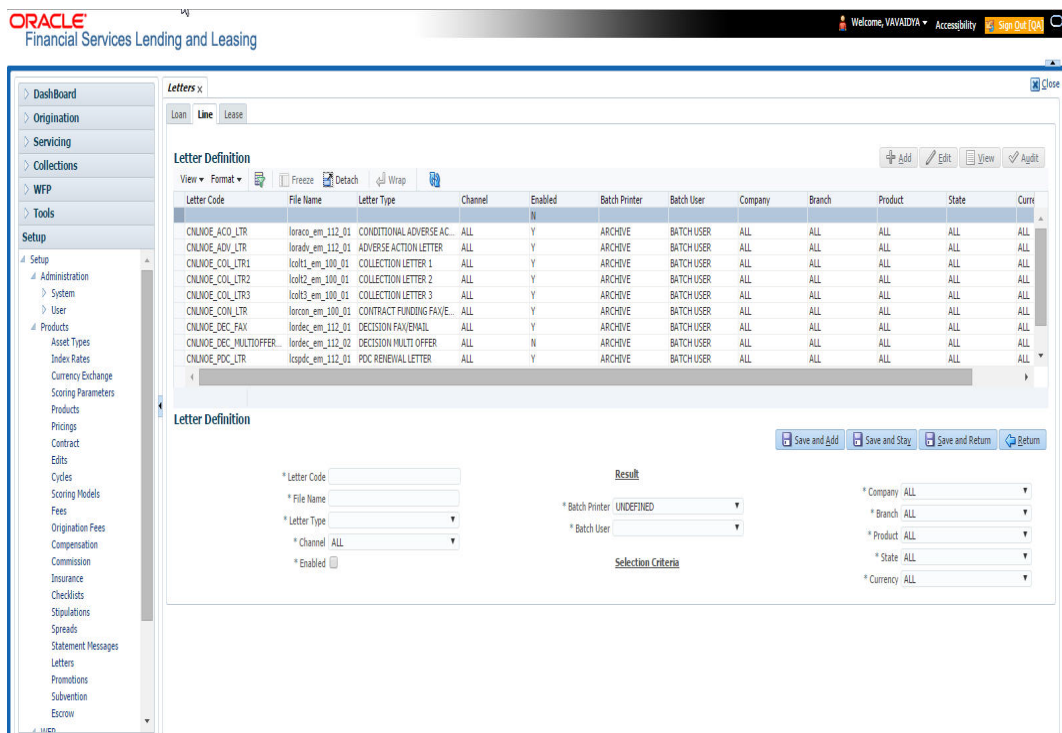 ORACLE'
Financial Services Lending and Leasing
Welcome, VAVAIDYA Accessibility Sign Out [QA]
Close
DashBoard
Origination
Servicing
Collections
WFP
Tools
Setup
Setup
Administration
System
User
Products
Asset Types
Index Rates
Currency Exchange
Scoring Parameters
Products
Pricings
Contract
Edits
Cycles
Scoring Models
Fees
Origination Fees
Compensation
Commission
Insurance
Checklists
Stipulations
Spreads
Statement Messages
Letters
Promotions
Subvention
Escrow
WFP
Letters x
Loan Line Lease
Letter Definition
Add Edit View Audit
View Format Freeze Detach Wrap
Letter Code File Name Letter Type Channel Enabled Batch Printer Batch User Company Branch Product State Curre
N
CNLNOE_ACO_LTR loraco_em_112_01 CONDITIONAL ADVERSE AC... ALL Y ARCHIVE BATCH USER ALL ALL ALL ALL ALL
CNLNOE_ADV_LTR loradv_em_112_01 ADVERSE ACTION LETTER ALL Y ARCHIVE BATCH USER ALL ALL ALL ALL ALL
CNLNOE_COL_LTR1 lcolt1_em_100_01 COLLECTION LETTER 1 ALL Y ARCHIVE BATCH USER ALL ALL ALL ALL ALL
CNLNOE_COL_LTR2 lcolt2_em_100_01 COLLECTION LETTER 2 ALL Y ARCHIVE BATCH USER ALL ALL ALL ALL ALL
CNLNOE_COL_LTR3 lcolt3_em_100_01 COLLECTION LETTER 3 ALL Y ARCHIVE BATCH USER ALL ALL ALL ALL ALL
CNLNOE_CON_LTR lorcon_em_100_01 CONTRACT FUNDING FAX/E... ALL Y ARCHIVE BATCH USER ALL ALL ALL ALL ALL
CNLNOE_DEC_FAX lordec_em_112_01 DECISION FAX/EMAIL ALL Y ARCHIVE BATCH USER ALL ALL ALL ALL ALL
CNLNOE_DEC_MULTIOFFER... lordec_em_112_02 DECISION MULTI OFFER ALL N ARCHIVE BATCH USER ALL ALL ALL ALL ALL
CNLNOE_PDC_LTR lcspdc_em_112_01 PDC RENEWAL LETTER ALL Y ARCHIVE BATCH USER ALL ALL ALL ALL ALL
Letter Definition
Save and Add Save and Stay Save and Return Return
* Letter Code
* File Name
* Letter Type
* Channel ALL
* Enabled
Result
* Batch Printer UNDEFINED
* Batch User
Selection Criteria
* Company ALL
* Branch ALL
* Product ALL
* State ALL
* Currency ALL